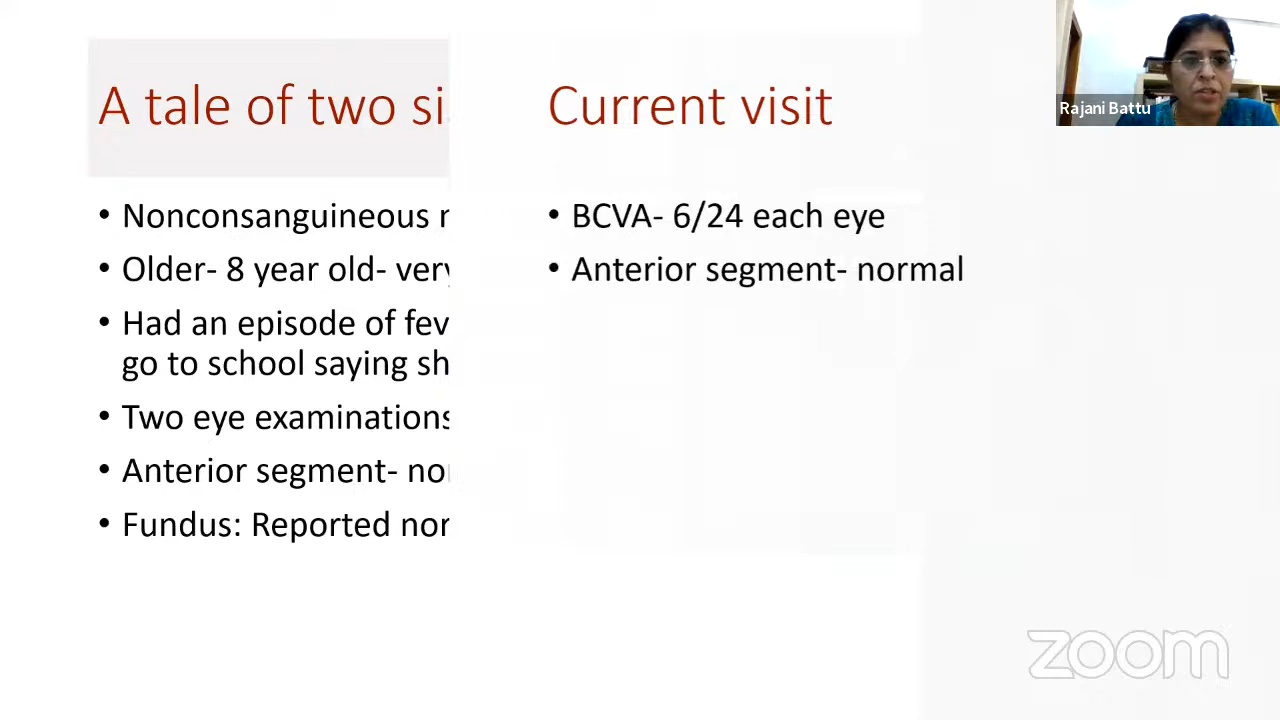 A tale of two si
Nonconsanguineous
• Older- 8 year old- very
• Had an episode of fev
go to school saying sh
• Two eye examinations
• Anterior segment- no
• Fundus: Reported nor
Current visit
• BCVA- 6/24 each eye
• Anterior segment- normal
Rajani Battu
zoom